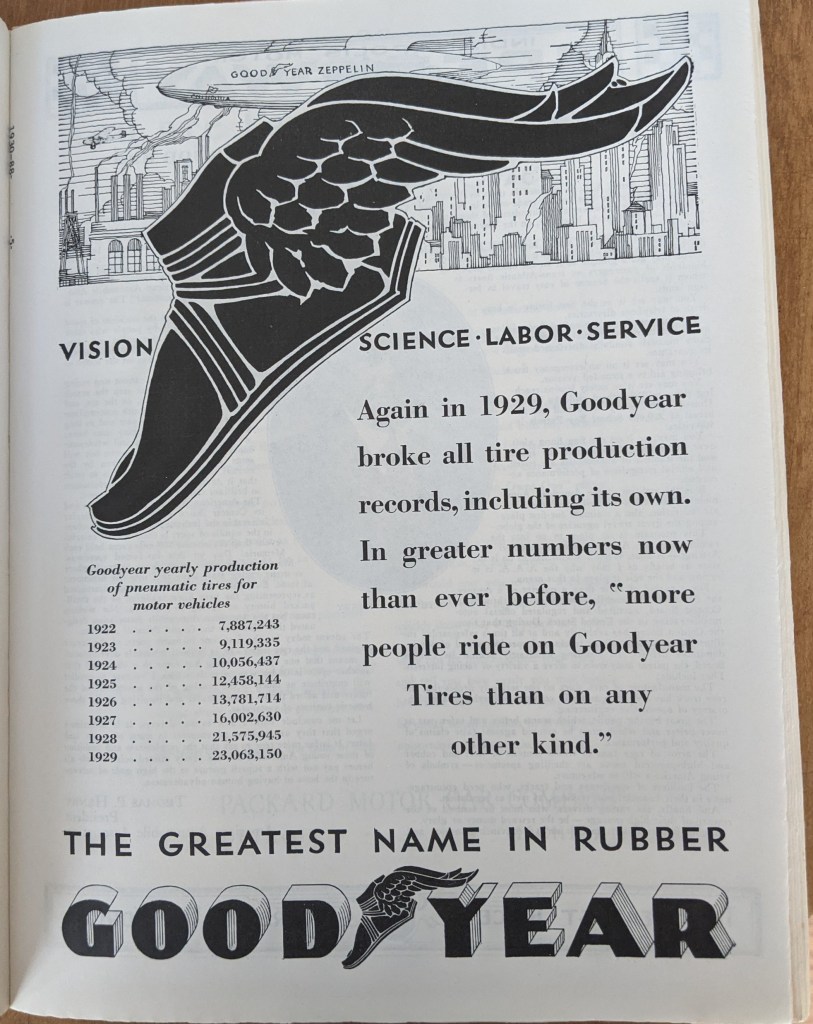 GOODYEAR ZEPPELIN
VISION
SCIENCE · LABOR · SERVICE
Again in 1929, Goodyear
broke all tire production
records, including its own.
In greater numbers now
than ever before, “more
people ride on Goodyear
Tires than on any
other kind.”
Goodyear yearly production
of pneumatic tires for
motor vehicles
1922 . . . . . 7,887,243
1923 . . . . . 9,119,335
1924 . . . . . 10,056,437
1925 . . . . . 12,458,144
1926 . . . . . 13,781,714
1927 . . . . . 16,002,630
1928 . . . . . 21,575,945
1929 . . . . . 23,063,150
THE GREATEST NAME IN RUBBER
GOODYEAR